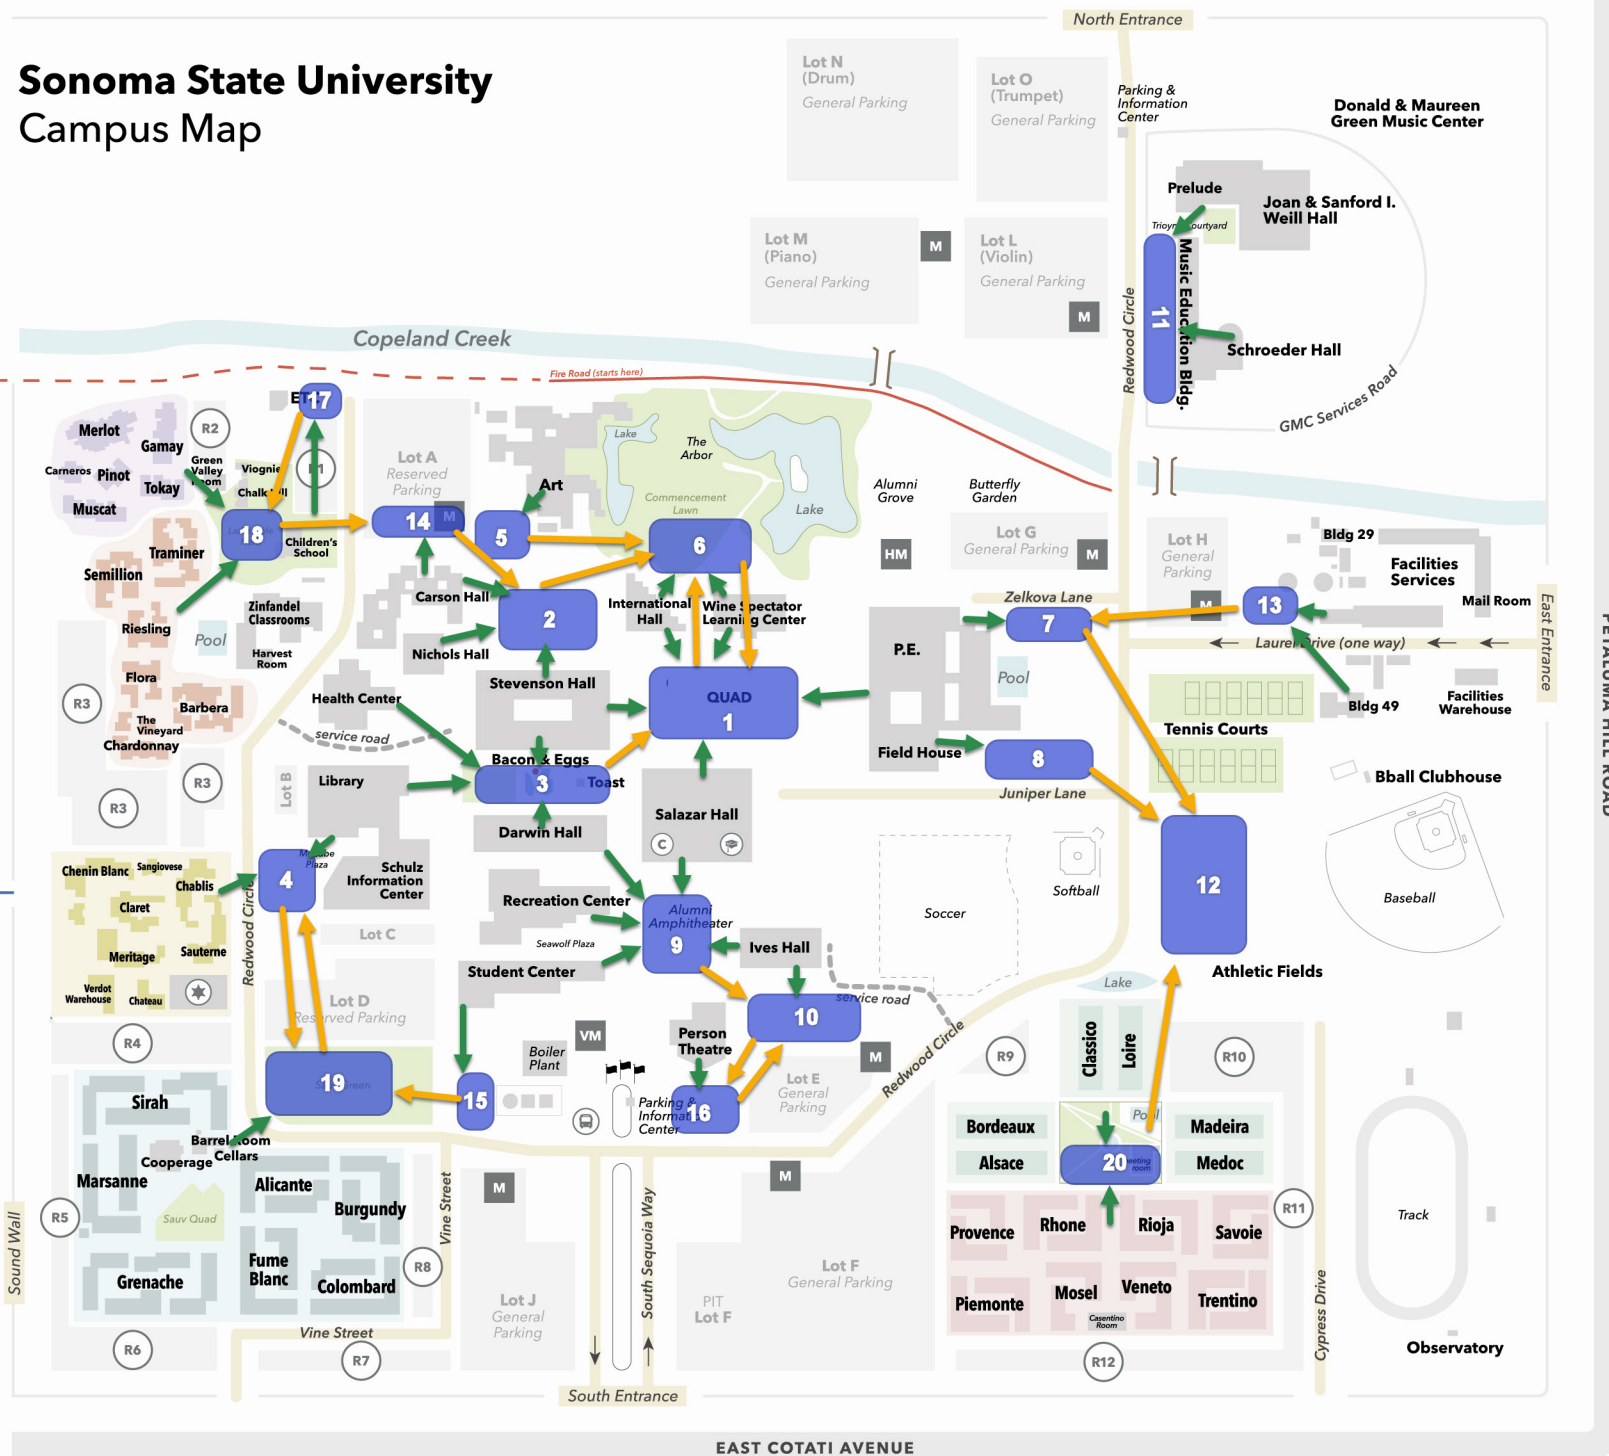 North Entrance
Sonoma State University
Campus Map
Lot N
(Drum)
General Parking
Lot O
(Trumpet)
General Parking
Parking &
Information
Center
Donald & Maureen
Green Music Center
Prelude
Joan & Sanford I.
Weill Hall
Lot M
(Piano)
General Parking
M
Lot L
(Violin)
General Parking
M
Redwood Circle
11
Music Education Bldg.
Schroeder Hall
GMC Services Road
Copeland Creek
Fire Road (starts here)
17
Merlot
Gamay
R2
Carneros
Pinot
Tokay
Muscat
Green
Valley
Room
Viognier
Lot A
Reserved
Parking
M
Art
Lake
The
Arbor
Commencement
Lawn
Lake
Alumni
Grove
Butterfly
Garden
18
14
5
6
HM
Lot G
General Parking
M
Lot H
General
Parking
M
Bldg 29
Facilities
Services
Mail Room
East Entrance
Children's
School
Traminer
Semillion
Riesling
Pool
Zinfandel
Classrooms
Harvest
Room
Carson Hall
2
Nichols Hall
International
Hall
Wine Spectator
Learning Center
P.E.
Zelkova Lane
7
13
Laurel Drive (one way)
Pool
Bldg 49
Facilities
Warehouse
PETALUMA HILL ROAD
Flora
Barbera
The
Vineyard
Chardonnay
R3
R3
R3
Health Center
service road
Stevenson Hall
QUAD
1
Tennis Courts
Field House
8
Juniper Lane
Bball Clubhouse
Lot B
Library
Bacon & Eggs
3
Toast
Darwin Hall
Salazar Hall
C
Chenin Blanc
Sangiovese
Chablis
Claret
Meritage
Sauterne
Verdot
Warehouse
Chateau
4
Plaza
Schulz
Information
Center
Redwood Circle
Lot C
Recreation Center
Seawolf Plaza
Student Center
Alumni
Amphitheater
9
Ives Hall
Soccer
Softball
12
Baseball
Athletic Fields
R4
Lot D
Reserved Parking
19
15
VM
Boiler
Plant
Person
Theatre
10
service road
M
Lot E
General
Parking
Redwood Circle
Lake
Classico
Loire
R9
R10
16
Parking &
Information
Center
Sirah
Barrel Room
Cellars
Cooperage
Marsanne
Sauv Quad
Alicante
Burgundy
Fume
Blanc
Colombard
Grenache
R5
R8
R6
R7
Vine Street
Vine Street
Sound Wall
M
Lot J
General
Parking
South Sequoia Way
M
PIT
Lot F
Lot F
General Parking
Bordeaux
Alsace
Pool
20
meeting
room
Madeira
Medoc
Provence
Rhone
Rioja
Savoie
Piemonte
Mosel
Veneto
Trentino
Casentino
Room
R11
R12
Cypress Drive
Track
Observatory
South Entrance
EAST COTATI AVENUE